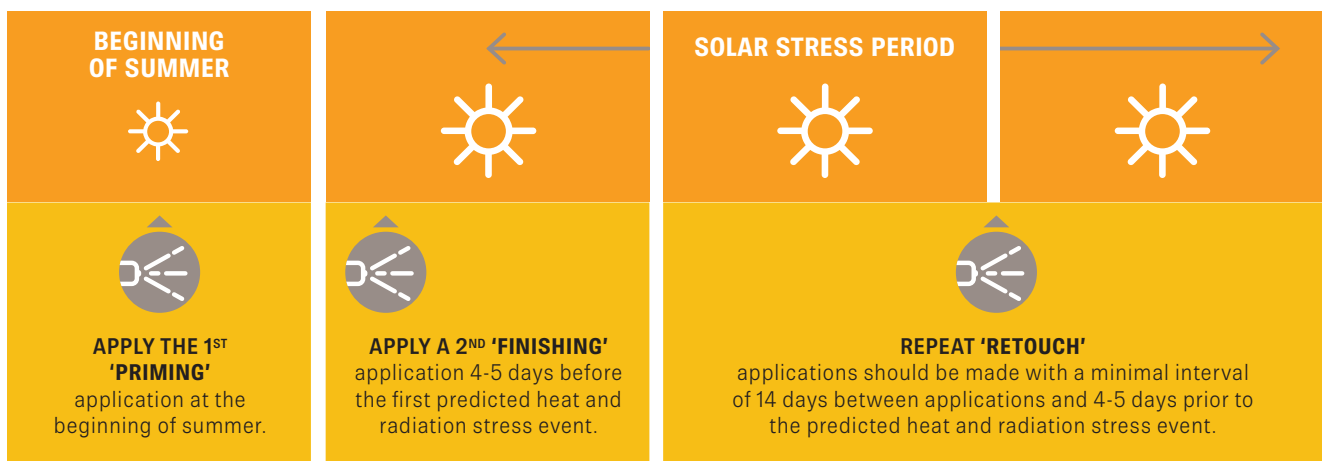 BEGINNING
OF SUMMER
SOLAR STRESS PERIOD
APPLY THE 1ST
'PRIMING'
application at the
beginning of summer.
APPLY A 2ND 'FINISHING'
application 4-5 days before
the first predicted heat and
radiation stress event.
REPEAT 'RETOUCH'
applications should be made with a minimal interval
of 14 days between applications and 4-5 days prior to
the predicted heat and radiation stress event.